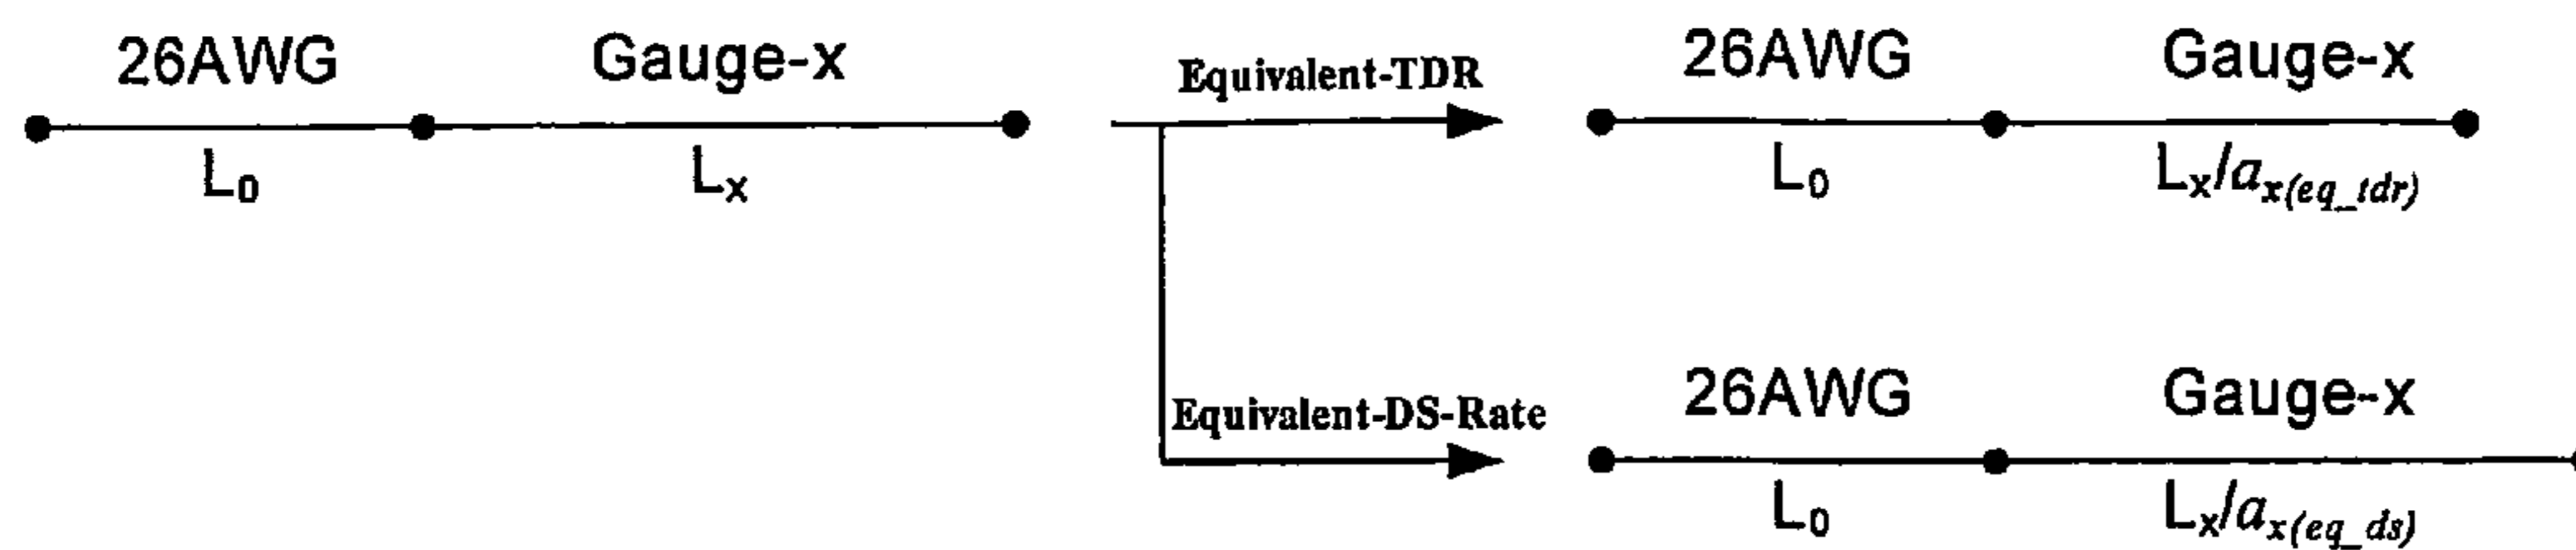 26AWG Gauge-x
L₀ Lₓ
Equivalent-TDR
26AWG Gauge-x
L₀ Lₓ/aₓ(eq_tdr)
Equivalent-DS-Rate
26AWG Gauge-x
L₀ Lₓ/aₓ(eq_ds)